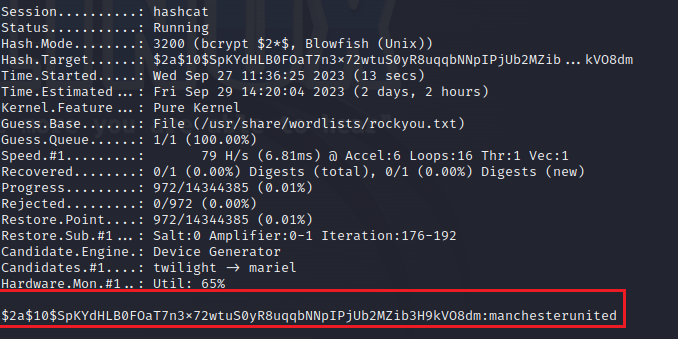 Session..........: hashcat
Status...........: Running
Hash.Mode........: 3200 (bcrypt $2*$, Blowfish (Unix))
Hash.Target......: $2a$10$SpKYdHLB0FOaT7n3x72wtuS0yR8uqqbNNpIPjUb2MZib...kVO8dm
Time.Started.....: Wed Sep 27 11:36:25 2023 (13 secs)
Time.Estimated...: Fri Sep 29 14:20:04 2023 (2 days, 2 hours)
Kernel.Feature...: Pure Kernel
Guess.Base.......: File (/usr/share/wordlists/rockyou.txt)
Guess.Queue......: 1/1 (100.00%)
Speed.#1.........:       79 H/s (6.81ms) @ Accel:6 Loops:16 Thr:1 Vec:1
Recovered........: 0/1 (0.00%) Digests (total), 0/1 (0.00%) Digests (new)
Progress.........: 972/14344385 (0.01%)
Rejected.........: 0/972 (0.00%)
Restore.Point....: 972/14344385 (0.01%)
Restore.Sub.#1...: Salt:0 Amplifier:0-1 Iteration:176-192
Candidate.Engine.: Device Generator
Candidates.#1....: twilight -> mariel
Hardware.Mon.#1..: Util: 65%
$2a$10$SpKYdHLB0FOaT7n3x72wtuS0yR8uqqbNNpIPjUb2MZib3H9kVO8dm:manchesterunited